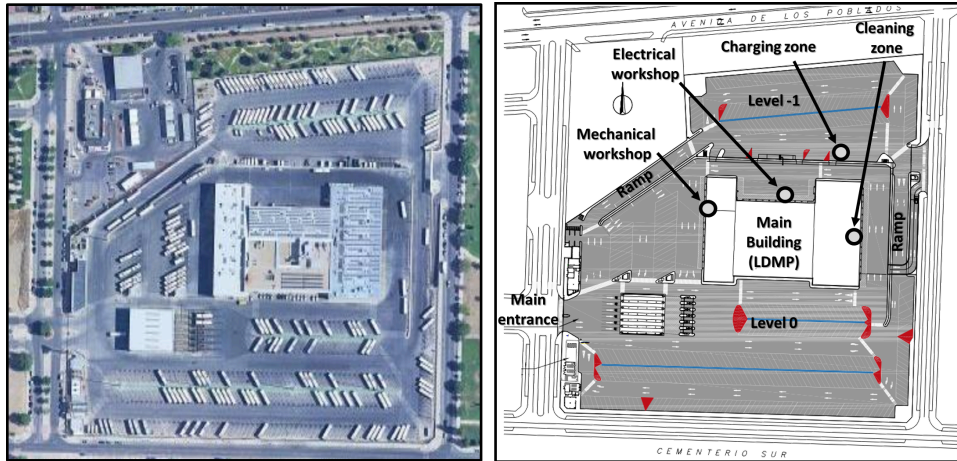 AVENIDA DE LOS POBLADOS
Electrical
workshop
Charging zone
Cleaning
zone
Level -1
Mechanical
workshop
Ramp
Main
Building
(LDMP)
Ramp
Main
entrance
Level 0
CEMENTERIO SUR